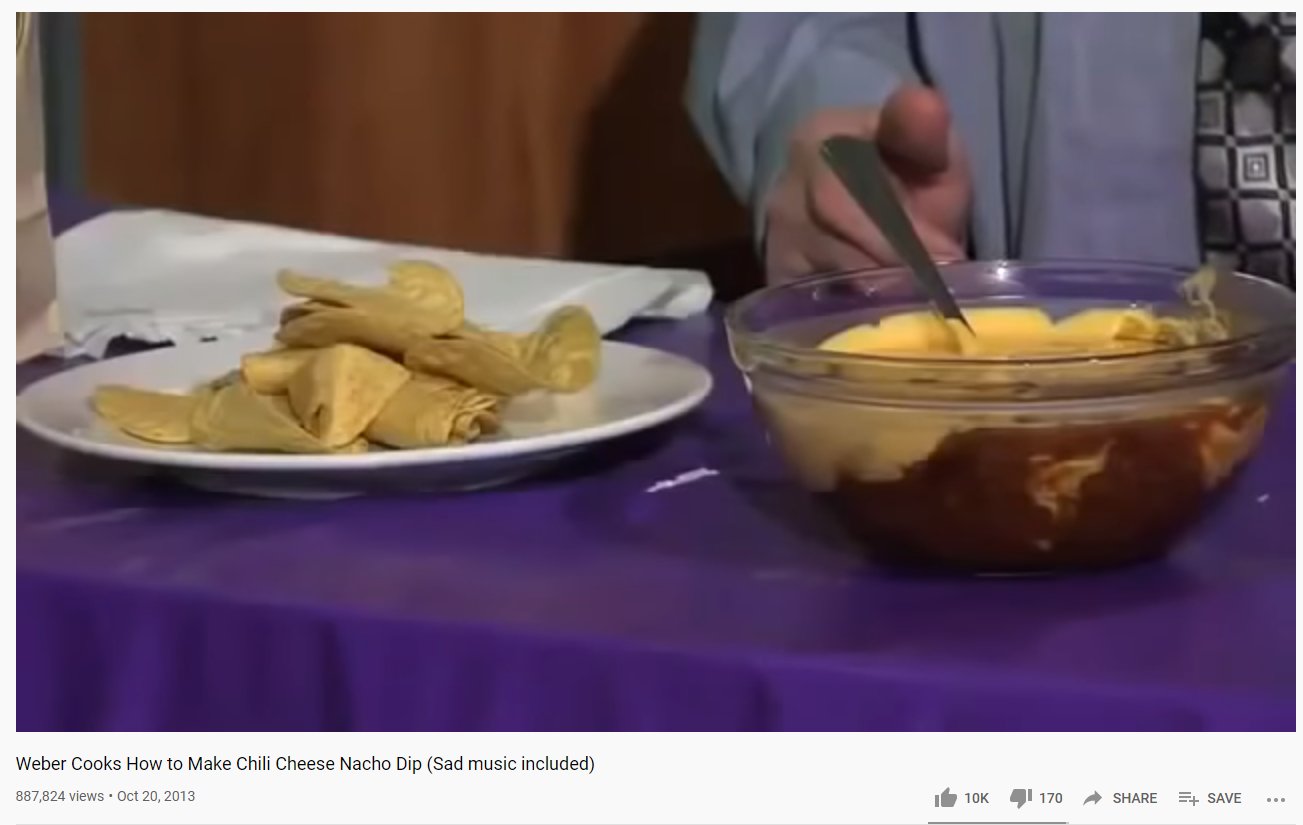 Weber Cooks How to Make Chili Cheese Nacho Dip (Sad music included)
887,824 views • Oct 20, 2013
10K
170
SHARE
SAVE